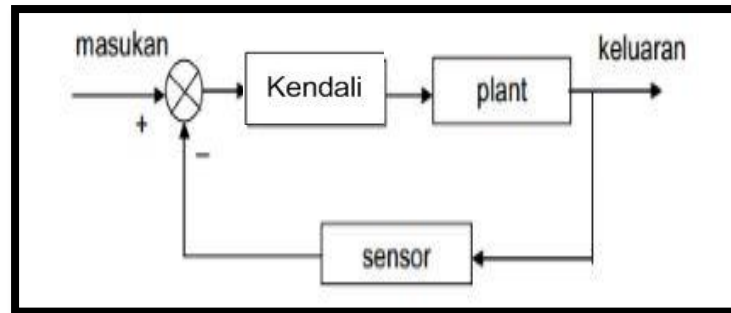 masukan
keluaran
Kendali
plant
+
−
sensor